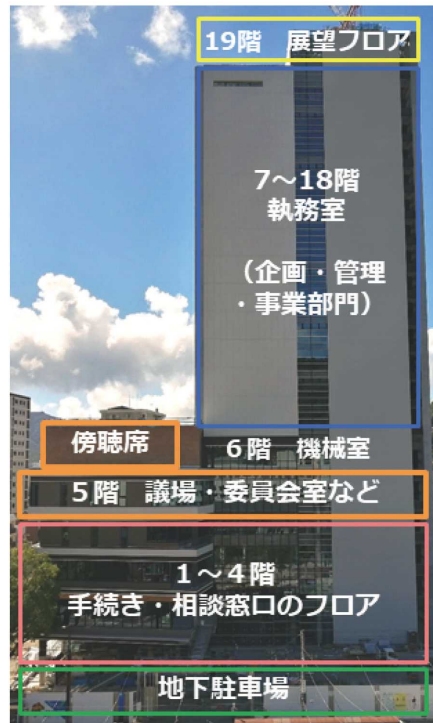 19階　展望フロア
7～18階
執務室
（企画・管理
・事業部門）
傍聴席
6階　機械室
５階　議場・委員会室など
１～４階
手続き・相談窓口のフロア
地下駐車場